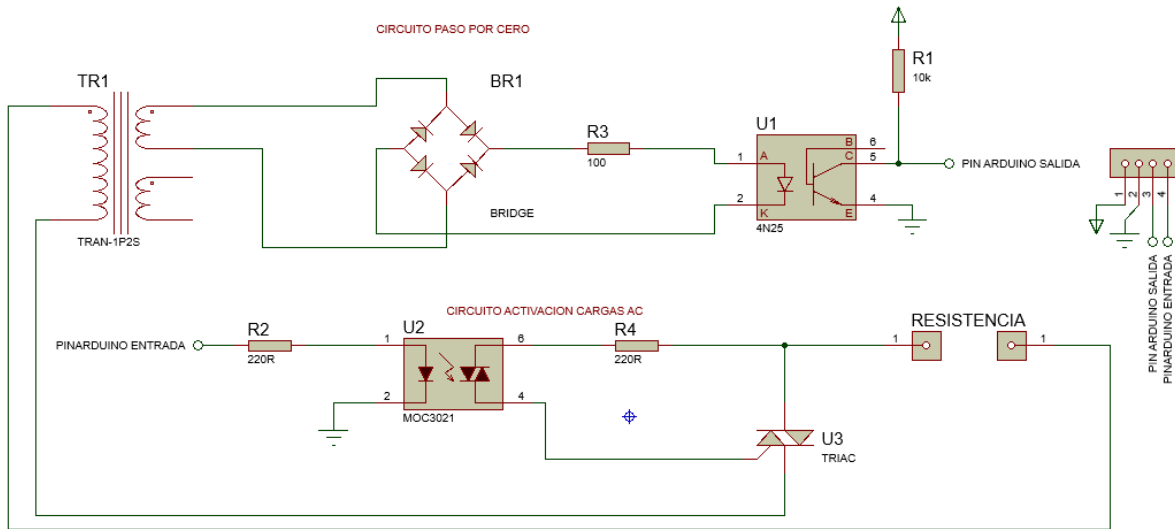 CIRCUITO PASO POR CERO
TR1
TRAN-1P2S
BR1
BRIDGE
R3
100
U1
1
2
A
K
B
C
E
6
5
4
4N25
R1
10k
PIN ARDUINO SALIDA
1
2
3
4
PIN ARDUINO SALIDA
PINARDUINO ENTRADA
CIRCUITO ACTIVACION CARGAS AC
PINARDUINO ENTRADA
R2
220R
U2
1
2
6
4
MOC3021
R4
220R
RESISTENCIA
1
1
U3
TRIAC